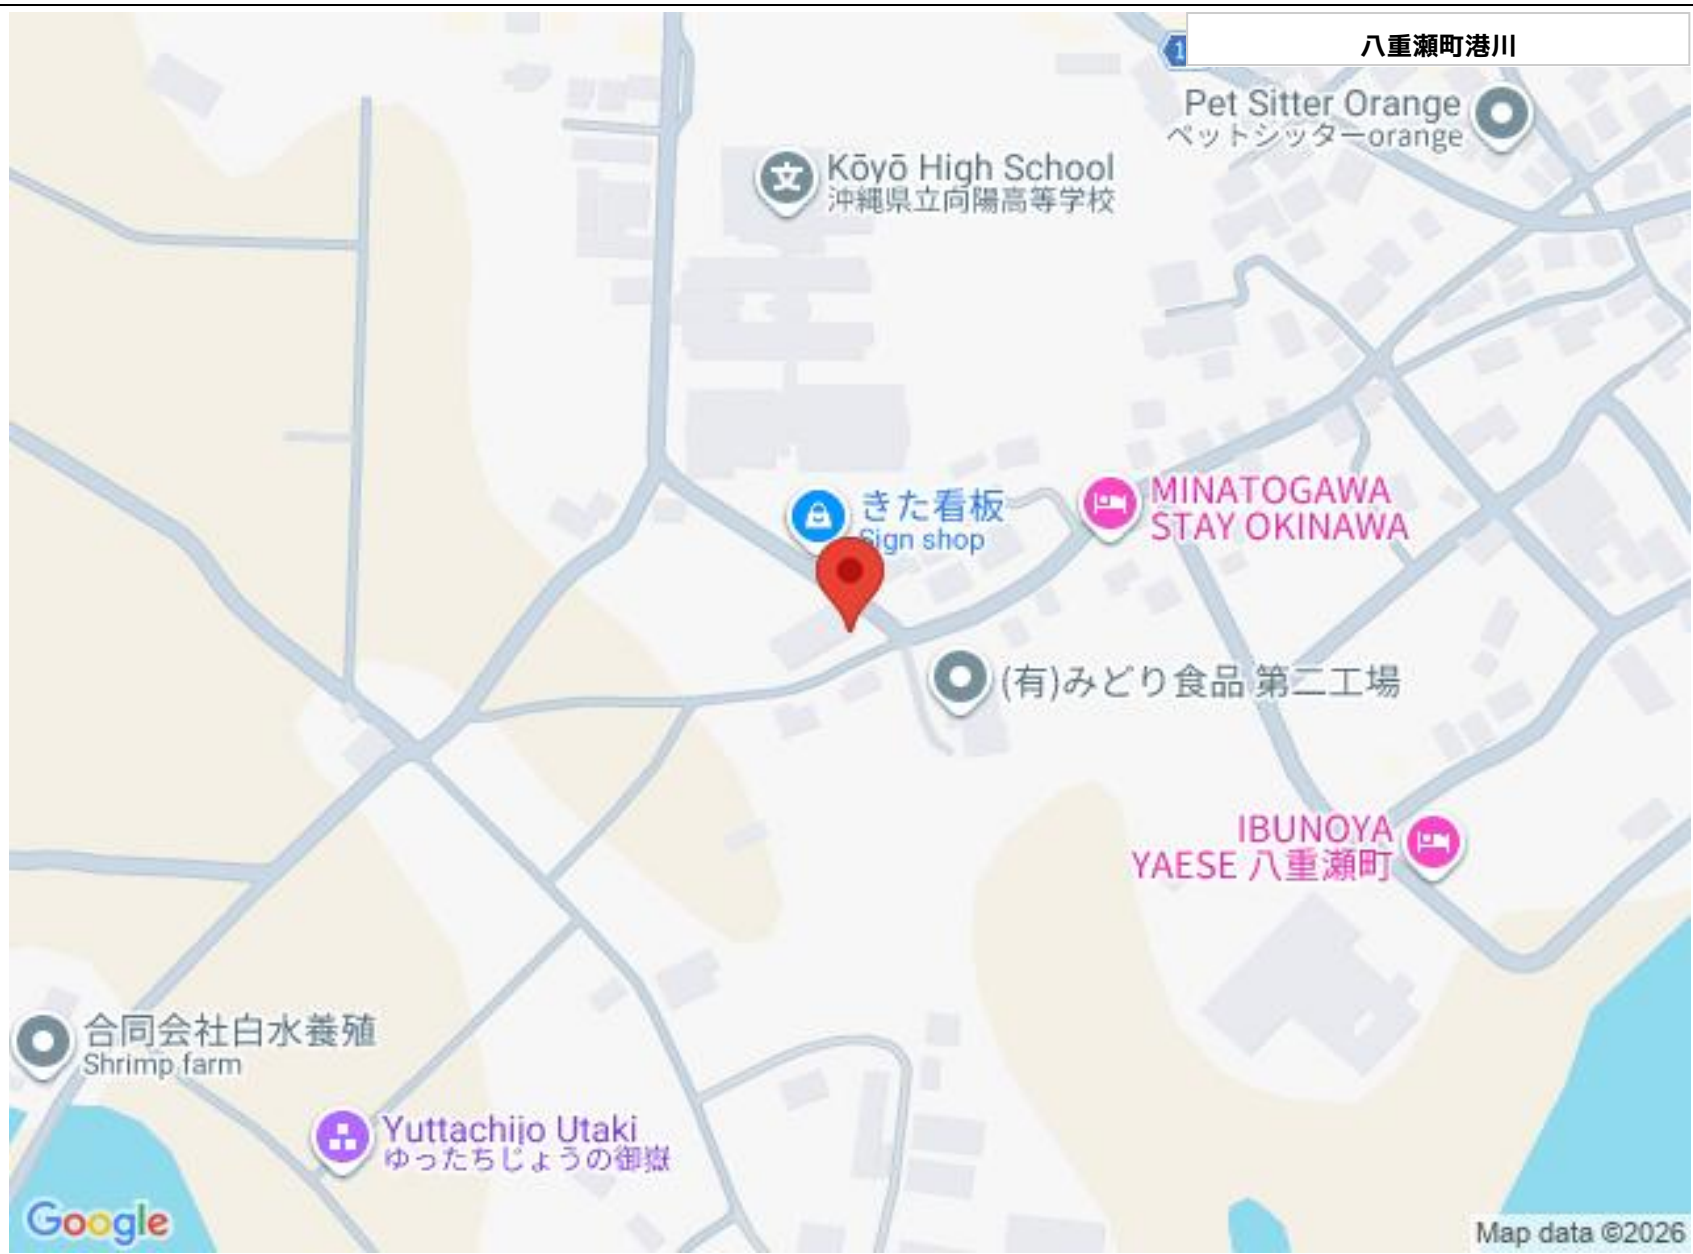 八重瀬町港川
1
Pet Sitter Orange
ペットシッターorange
Kōyō High School
沖縄県立向陽高等学校
きた看板
Sign shop
MINATOGAWA
STAY OKINAWA
(有)みどり食品 第二工場
IBUNOYA
YAESE 八重瀬町
合同会社白水養殖
Shrimp farm
Yuttachijo Utaki
ゆったちじょうの御嶽
Google
Map data ©2026